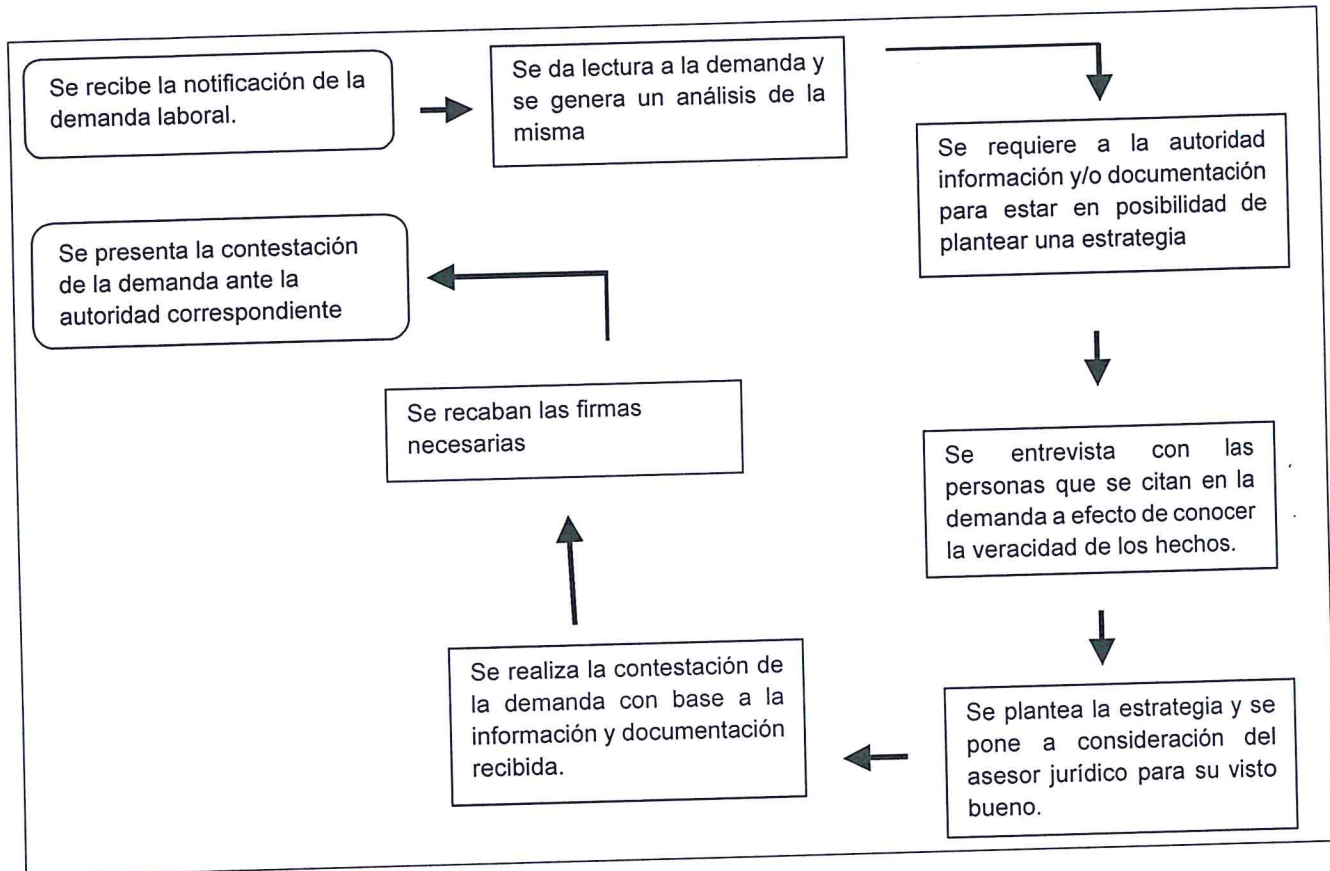 Se recibe la notificación de la
demanda laboral.
Se da lectura a la demanda y
se genera un análisis de la
misma
Se requiere a la autoridad
información y/o documentación
para estar en posibilidad de
plantear una estrategia
Se entrevista con las
personas que se citan en la
demanda a efecto de conocer
la veracidad de los hechos.
Se plantea la estrategia y se
pone a consideración del
asesor jurídico para su visto
bueno.
Se realiza la contestación de
la demanda con base a la
información y documentación
recibida.
Se recaban las firmas
necesarias
Se presenta la contestación
de la demanda ante la
autoridad correspondiente